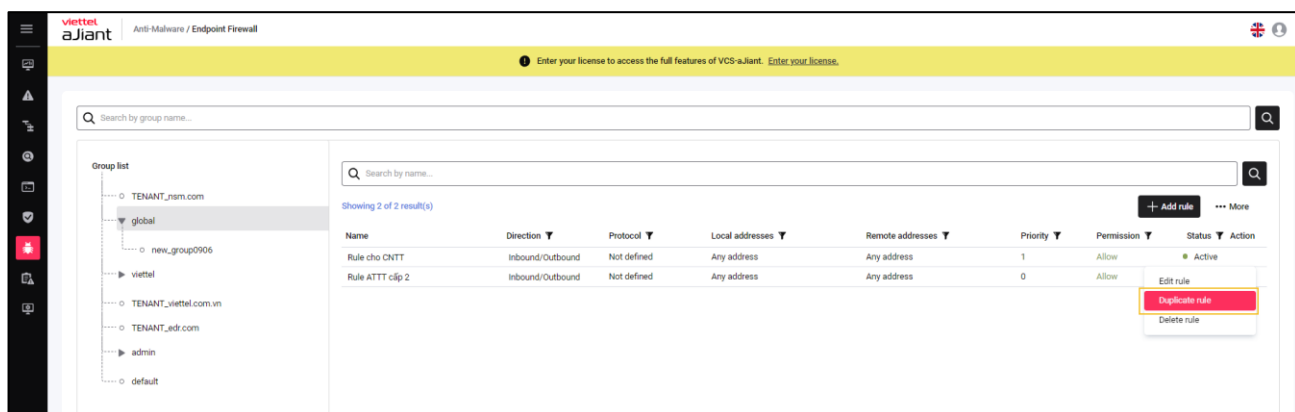 viettel
aJiant
Anti-Malware / Endpoint Firewall
Enter your license to access the full features of VCS-aJiant. Enter your license.
Search by group name...
Group list
TENANT_nsm.com
global
new_group0906
viettel
TENANT_viettel.com.vn
TENANT_edr.com
admin
default
Search by name...
Showing 2 of 2 result(s)
+ Add rule ••• More
Name Direction Protocol Local addresses Remote addresses Priority Permission Status Action
Rule cho CNTT Inbound/Outbound Not defined Any address Any address 1 Allow Active
Rule ATTT cấp 2 Inbound/Outbound Not defined Any address Any address 0 Allow
Edit rule
Duplicate rule
Delete rule